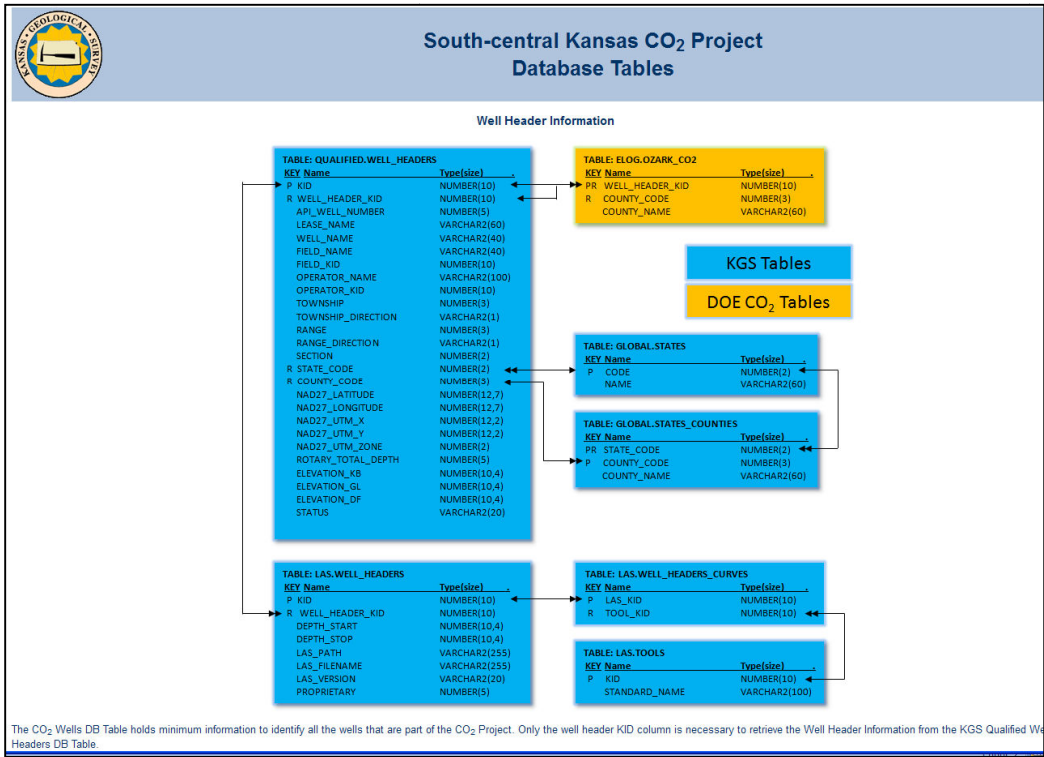 KANSAS GEOLOGICAL SURVEY
South-central Kansas CO₂ Project
Database Tables
Well Header Information
TABLE: QUALIFIED.WELL_HEADERS
KEY Name Type(size) .
P KID NUMBER(10)
R WELL_HEADER_KID NUMBER(10)
API_WELL_NUMBER NUMBER(5)
LEASE_NAME VARCHAR2(60)
WELL_NAME VARCHAR2(40)
FIELD_NAME VARCHAR2(40)
FIELD_KID NUMBER(10)
OPERATOR_NAME VARCHAR2(100)
OPERATOR_KID NUMBER(10)
TOWNSHIP NUMBER(3)
TOWNSHIP_DIRECTION VARCHAR2(1)
RANGE NUMBER(3)
RANGE_DIRECTION VARCHAR2(1)
SECTION NUMBER(2)
R STATE_CODE NUMBER(2)
R COUNTY_CODE NUMBER(3)
NAD27_LATITUDE NUMBER(12,7)
NAD27_LONGITUDE NUMBER(12,7)
NAD27_UTM_X NUMBER(12,2)
NAD27_UTM_Y NUMBER(12,2)
NAD27_UTM_ZONE NUMBER(2)
ROTARY_TOTAL_DEPTH NUMBER(5)
ELEVATION_KB NUMBER(10,4)
ELEVATION_GL NUMBER(10,4)
ELEVATION_DF NUMBER(10,4)
STATUS VARCHAR2(20)
TABLE: ELOG.OZARK_CO2
KEY Name Type(size) .
PR WELL_HEADER_KID NUMBER(10)
R COUNTY_CODE NUMBER(3)
COUNTY_NAME VARCHAR2(60)
KGS Tables
DOE CO₂ Tables
TABLE: GLOBAL.STATES
KEY Name Type(size) .
P CODE NUMBER(2)
NAME VARCHAR2(60)
TABLE: GLOBAL.STATES_COUNTIES
KEY Name Type(size) .
PR STATE_CODE NUMBER(2)
P COUNTY_CODE NUMBER(3)
COUNTY_NAME VARCHAR2(60)
TABLE: LAS.WELL_HEADERS
KEY Name Type(size) .
P KID NUMBER(10)
R WELL_HEADER_KID NUMBER(10)
DEPTH_START NUMBER(10,4)
DEPTH_STOP NUMBER(10,4)
LAS_PATH VARCHAR2(255)
LAS_FILENAME VARCHAR2(255)
LAS_VERSION VARCHAR2(20)
PROPRIETARY NUMBER(5)
TABLE: LAS.WELL_HEADERS_CURVES
KEY Name Type(size) .
P LAS_KID NUMBER(10)
R TOOL_KID NUMBER(10)
TABLE: LAS.TOOLS
KEY Name Type(size) .
P KID NUMBER(10)
STANDARD_NAME VARCHAR2(100)
The CO₂ Wells DB Table holds minimum information to identify all the wells that are part of the CO₂ Project. Only the well header KID column is necessary to retrieve the Well Header Information from the KGS Qualified We
Headers DB Table.